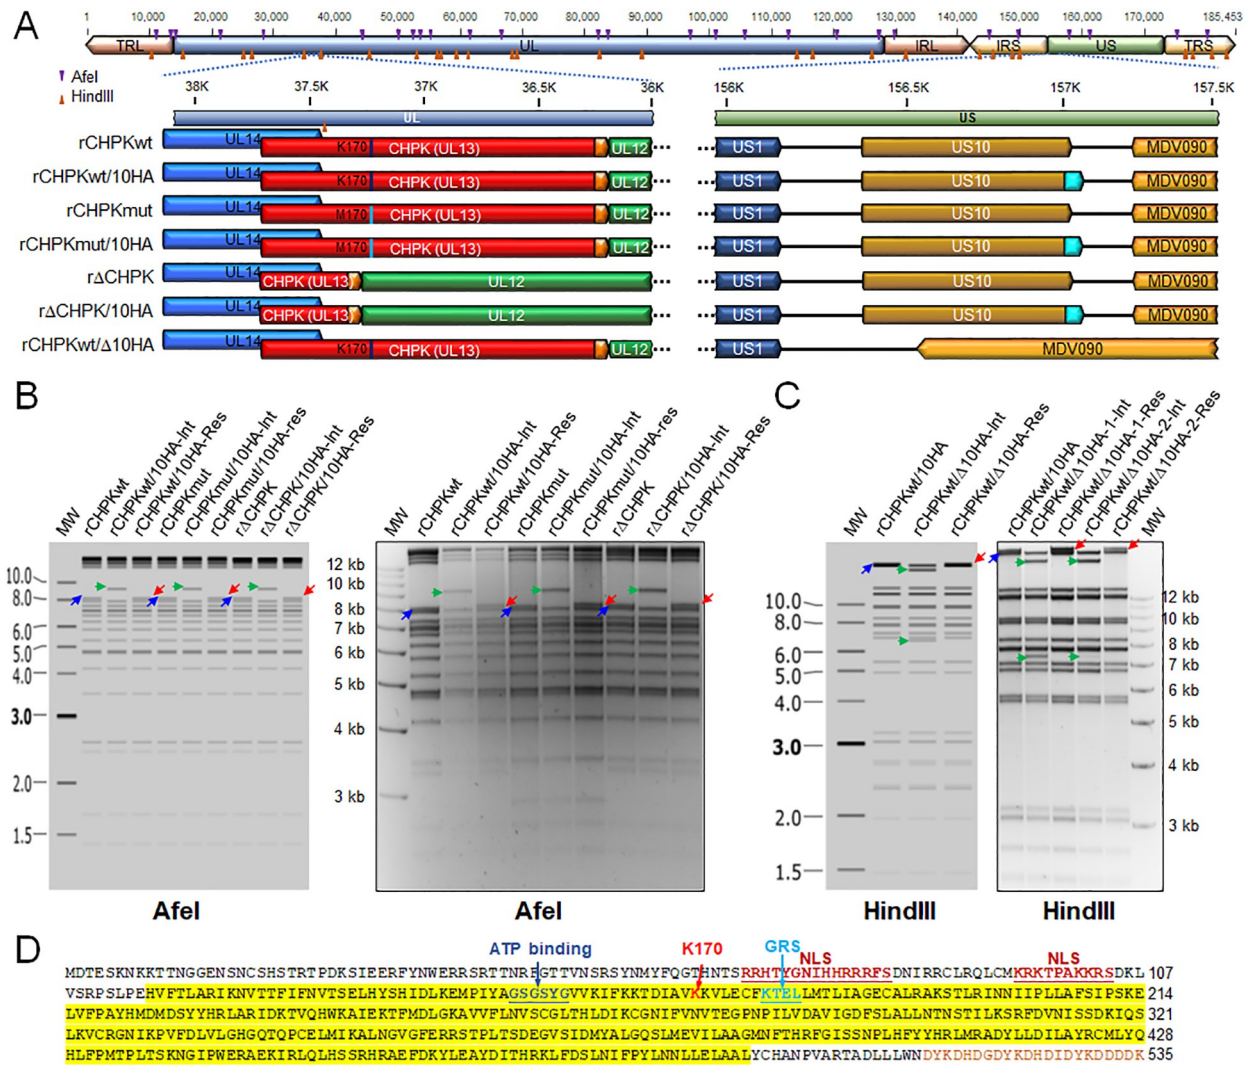 A
1 10,000 20,000 30,000 40,000 50,000 60,000 70,000 80,000 90,000 100,000 110,000 120,000 130,000 140,000 150,000 160,000 170,000 185,453
TRL UL IRL IRS US TRS
AfeI
HindIII
38K 37.5K 37K 36.5K 36K 156K 156.5K 157K 157.5K
UL US
rCHPKwt UL14 K170 CHPK (UL13) UL12 US1 US10 MDV090
rCHPKwt/10HA UL14 K170 CHPK (UL13) UL12 US1 US10 MDV090
rCHPKmut UL14 M170 CHPK (UL13) UL12 US1 US10 MDV090
rCHPKmut/10HA UL14 M170 CHPK (UL13) UL12 US1 US10 MDV090
rΔCHPK UL14 CHPK (UL13) UL12 US1 US10 MDV090
rΔCHPK/10HA UL14 CHPK (UL13) UL12 US1 US10 MDV090
rCHPKwt/Δ10HA UL14 K170 CHPK (UL13) UL12 US1 MDV090
B
MW rCHPKwt rCHPKwt/10HA-Int rCHPKwt/10HA-Res rCHPKmut rCHPKmut/10HA-Int rCHPKmut/10HA-res rΔCHPK rΔCHPK/10HA-Int rΔCHPK/10HA-Res
10.0
8.0
6.0
5.0
4.0
3.0
2.0
1.5
AfeI
MW rCHPKwt rCHPKwt/10HA-Int rCHPKwt/10HA-Res rCHPKmut rCHPKmut/10HA-Int rCHPKmut/10HA-Res rΔCHPK rΔCHPK/10HA-Int rΔCHPK/10HA-Res
12 kb
10 kb
8 kb
7 kb
6 kb
5 kb
4 kb
3 kb
AfeI
C
MW rCHPKwt/10HA rCHPKwt/Δ10HA-Int rCHPKwt/Δ10HA-Res
10.0
8.0
6.0
5.0
4.0
3.0
2.0
1.5
HindIII
rCHPKwt/10HA rCHPKwt/Δ10HA-1-Int rCHPKwt/Δ10HA-1-Res rCHPKwt/Δ10HA-2-Int rCHPKwt/Δ10HA-2-Res MW
12 kb
10 kb
8 kb
7 kb
6 kb
5 kb
4 kb
3 kb
HindIII
D
ATP binding K170 GRS NLS NLS
MDTESKNKKTTNGGENSNCSHSTRTPDKSIEERFYNWERRSRTTNRFGTTVNSRSYNMYFQGTHNTSRRHTYGNIHHRRRFSDNIRRCLRQLCMKRKTPAKKRSDKL 107
VSRPSLPEHVFTLARIKNVTTFIFNVTSELHYSHIDLKEMPIYAGSGSYGVVKIFKKTDIAVKKVLECFKTELLMTLIAGECALRAKSTLRINNIIPLLAFSIPSKE 214
LVFPAYHMDMDSYYHRLARIDKTVQHWKAIEKTFMDLGKAVVFLNVSCGLTHLDIKCGNIFVNVTEGPNPILVDAVIGDFSLALLNTNSTILKSRFDVNISSDKIQS 321
LKVCRGNIKPVFDLVLGHGQTQPCELMIKALNGVGFERRSSTPLTSDEGVSIDMYALGQSLMEVILAAGMNFTHRFGISSNPLHFYYHRLMRADYLLDILAYRCMLYQ 428
HLFPMTPLTSKNGIPWERAEKIRLQLHSSRHRAEFDKYLEAYDITHRKLFDSLNIFPYLNNLLELAALYCHANPVARTADLLLWNDYKDHDGDYKDHDIDYKDDDDK 535